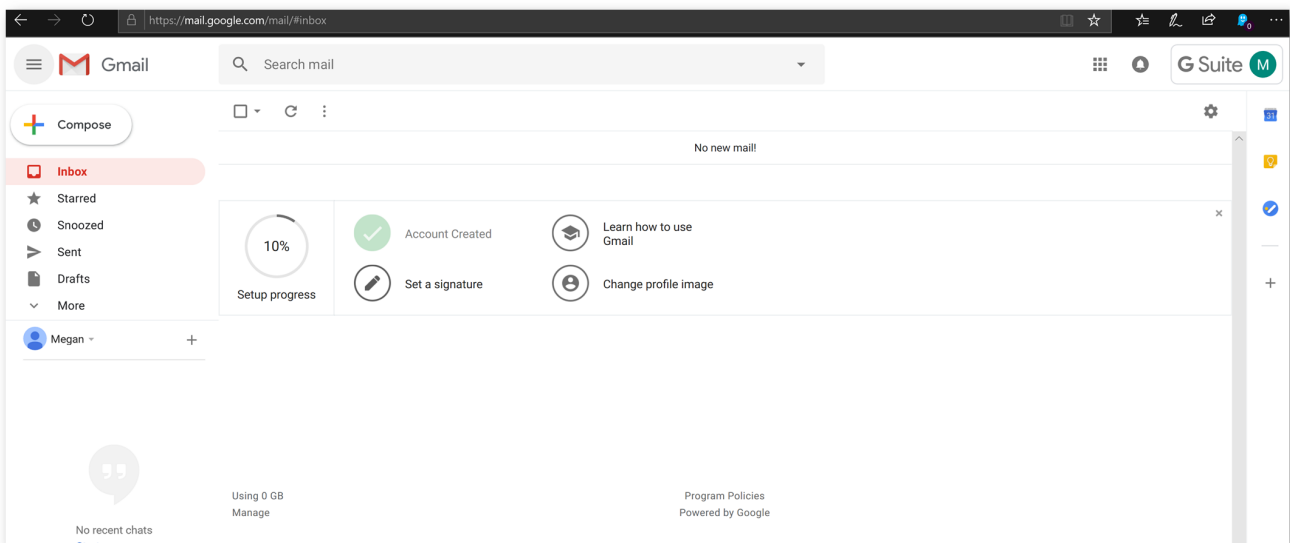 https://mail.google.com/mail/#inbox
0
Gmail
Search mail
G Suite M
Compose
31
No new mail!
Inbox
Starred
Snoozed
Sent
Drafts
More
10%
Setup progress
Account Created
Learn how to use
Gmail
Set a signature
Change profile image
Megan
Using 0 GB
Manage
Program Policies
Powered by Google
No recent chats